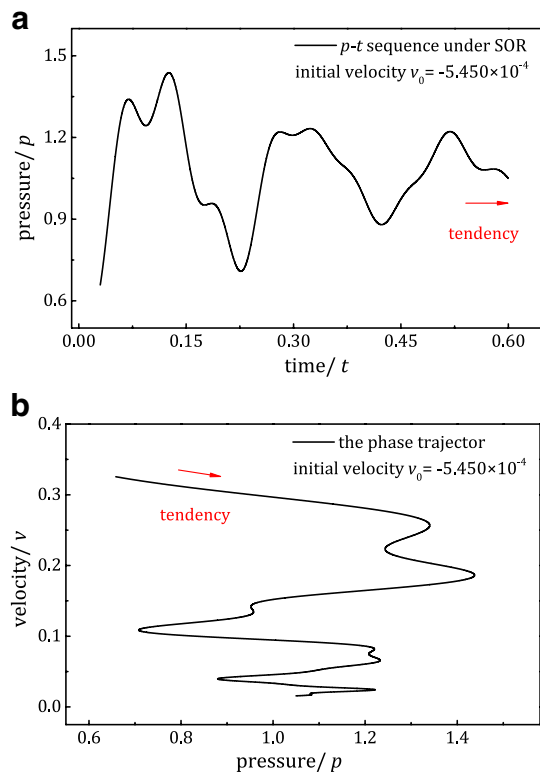 a
p-t sequence under SOR
initial velocity v₀= -5.450×10⁻⁴
1.5
1.2
0.9
0.6
pressure/ p
tendency
0.00 0.15 0.30 0.45 0.60
time/ t
b
the phase trajector
initial velocity v₀= -5.450×10⁻⁴
0.4
0.3
0.2
0.1
0.0
velocity/ v
tendency
0.6 0.8 1.0 1.2 1.4
pressure/ p